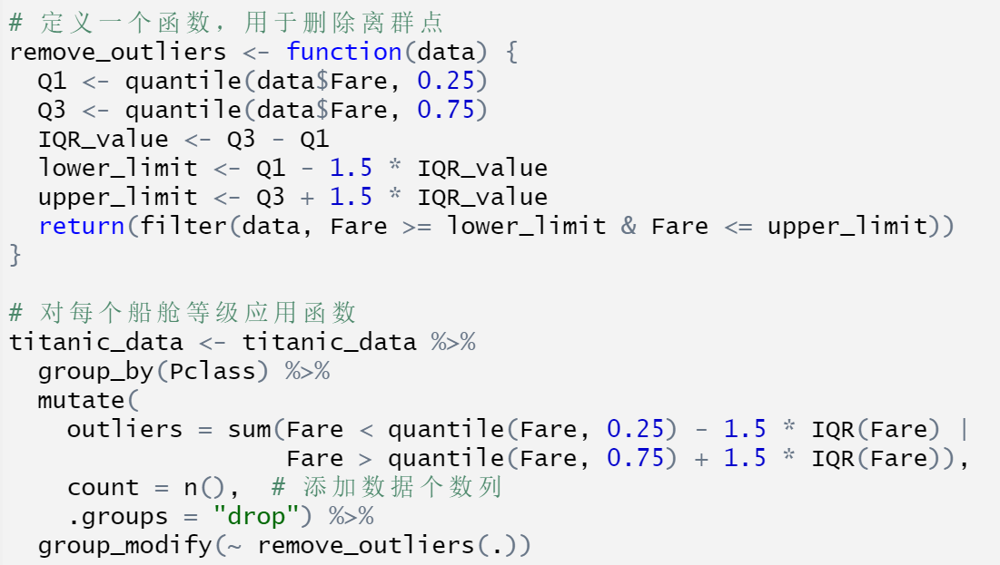 # 定义一个函数，用于删除离群点
remove_outliers <- function(data) {
  Q1 <- quantile(data$Fare, 0.25)
  Q3 <- quantile(data$Fare, 0.75)
  IQR_value <- Q3 - Q1
  lower_limit <- Q1 - 1.5 * IQR_value
  upper_limit <- Q3 + 1.5 * IQR_value
  return(filter(data, Fare >= lower_limit & Fare <= upper_limit))
}

# 对每个船舱等级应用函数
titanic_data <- titanic_data %>%
  group_by(Pclass) %>%
  mutate(
    outliers = sum(Fare < quantile(Fare, 0.25) - 1.5 * IQR(Fare) |
                   Fare > quantile(Fare, 0.75) + 1.5 * IQR(Fare)),
    count = n(),  # 添加数据个数列
    .groups = "drop") %>%
  group_modify(~ remove_outliers(.))